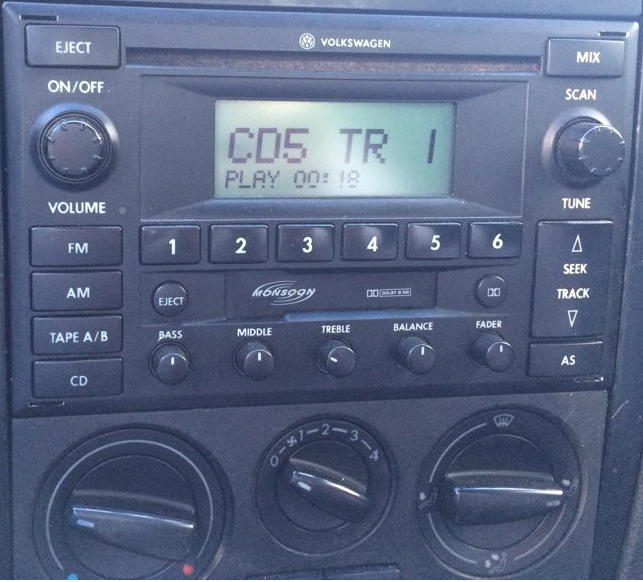 VOLKSWAGEN
EJECT
MIX
ON/OFF
SCAN
CD5 TR 1
PLAY 00:18
VOLUME
TUNE
FM
1 2 3 4 5 6
SEEK
TRACK
AM
EJECT
MONSOON
DOLBY B NR
TAPE A/B
BASS MIDDLE TREBLE BALANCE FADER
AS
CD
0 1 2 3 4